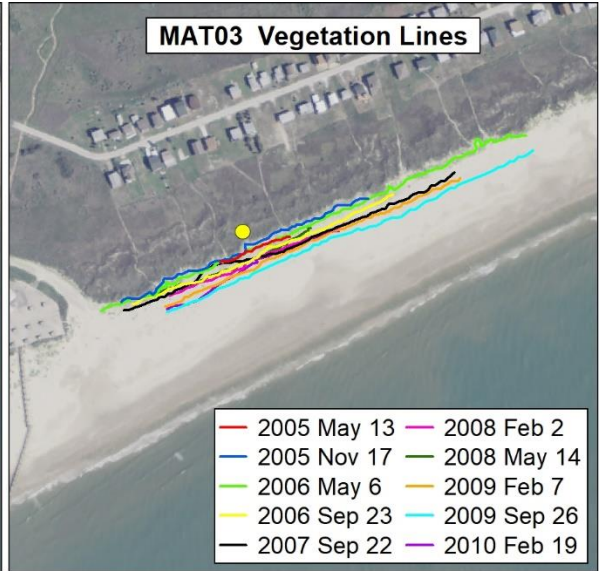 MAT03 Vegetation Lines
2005 May 13
2008 Feb 2
2005 Nov 17
2008 May 14
2006 May 6
2009 Feb 7
2006 Sep 23
2009 Sep 26
2007 Sep 22
2010 Feb 19